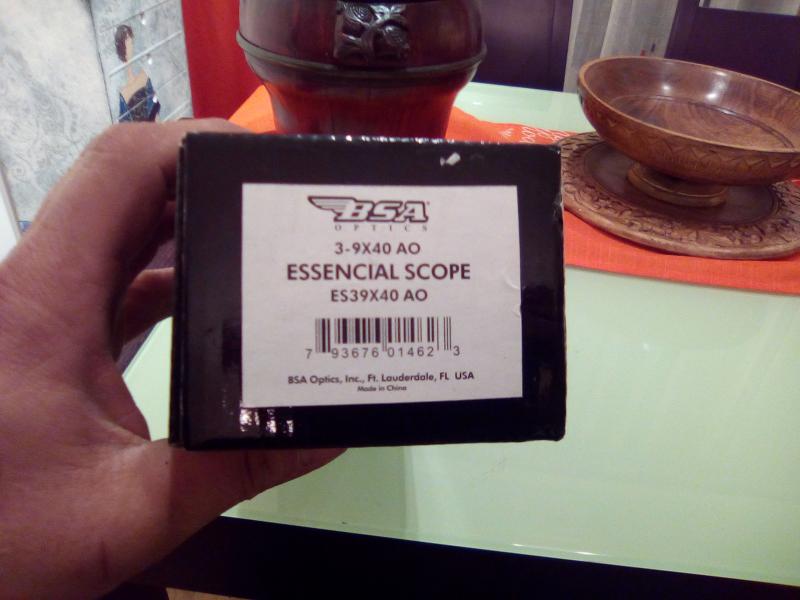 BSA®
OPTICS
3-9X40 AO
ESSENCIAL SCOPE
ES39X40 AO
7 93676 01462 3
BSA Optics, Inc., Ft. Lauderdale, FL USA
Made in China